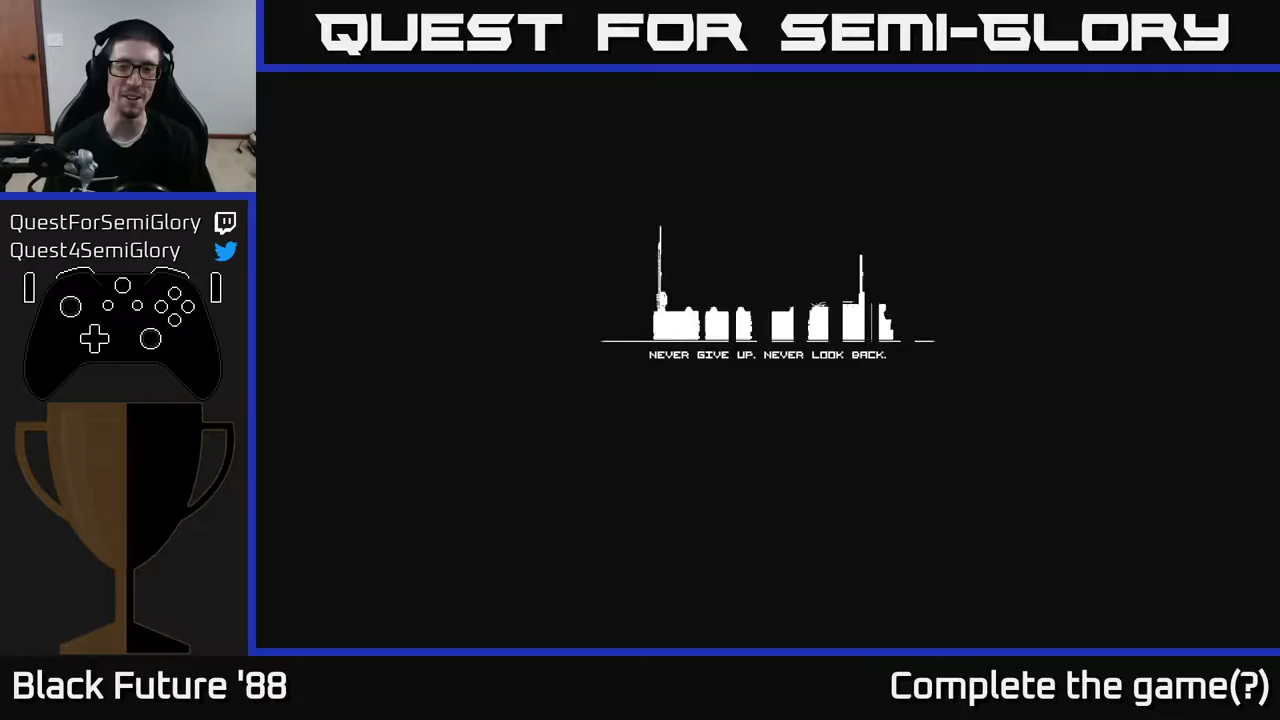 QUEST FOR SEMI-GLORY
QuestForSemiGlory
Quest4SemiGlory
NEVER GIVE UP. NEVER LOOK BACK.
Black Future '88
Complete the game(?)